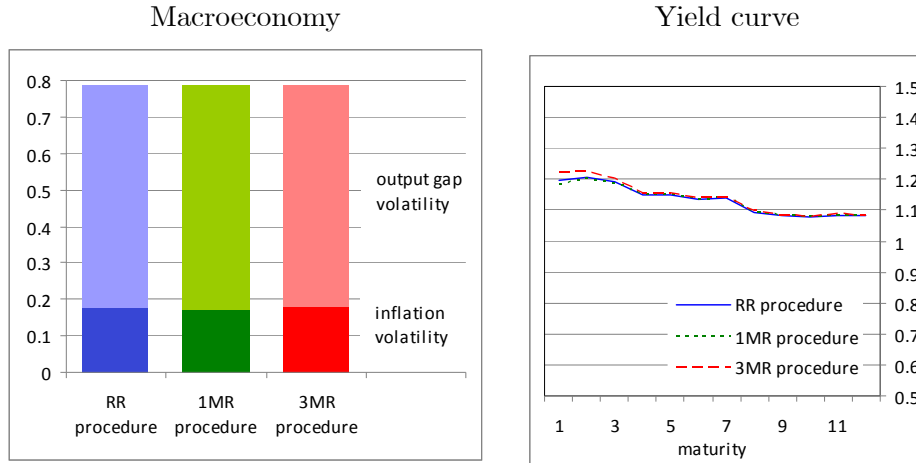 Macroeconomy
0.8
0.7
0.6
0.5
0.4
0.3
0.2
0.1
0
output gap
volatility
inflation
volatility
RR
procedure
1MR
procedure
3MR
procedure
Yield curve
1.5
1.4
1.3
1.2
1.1
1
0.9
0.8
0.7
0.6
0.5
RR procedure
1MR procedure
3MR procedure
1 3 5 7 9 11
maturity